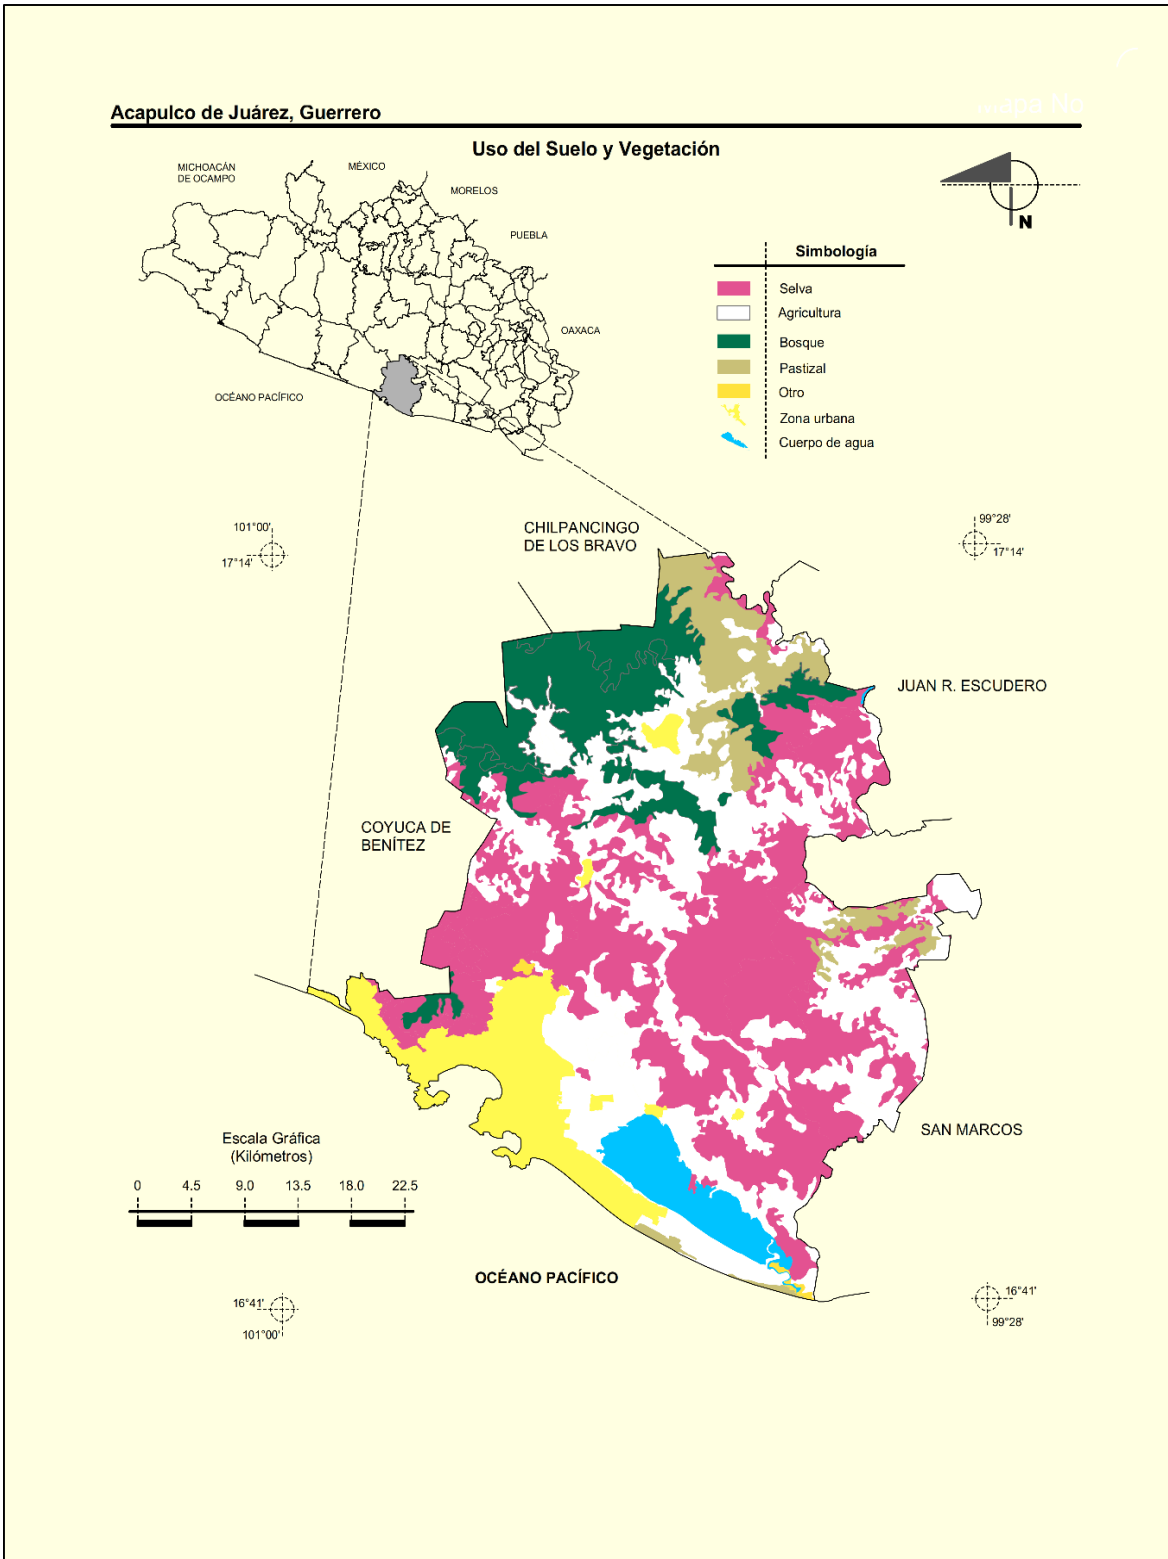 Acapulco de Juárez, Guerrero
Uso del Suelo y Vegetación
MICHOACÁN
DE OCAMPO
MÉXICO
MORELOS
PUEBLA
OAXACA
OCÉANO PACÍFICO
N
Simbología
Selva
Agricultura
Bosque
Pastizal
Otro
Zona urbana
Cuerpo de agua
101°00'
17°14'
99°28'
17°14'
CHILPANCINGO
DE LOS BRAVO
JUAN R. ESCUDERO
COYUCA DE
BENÍTEZ
SAN MARCOS
Escala Gráfica
(Kilómetros)
0 4.5 9.0 13.5 18.0 22.5
OCÉANO PACÍFICO
16°41'
101°00'
16°41'
99°28'